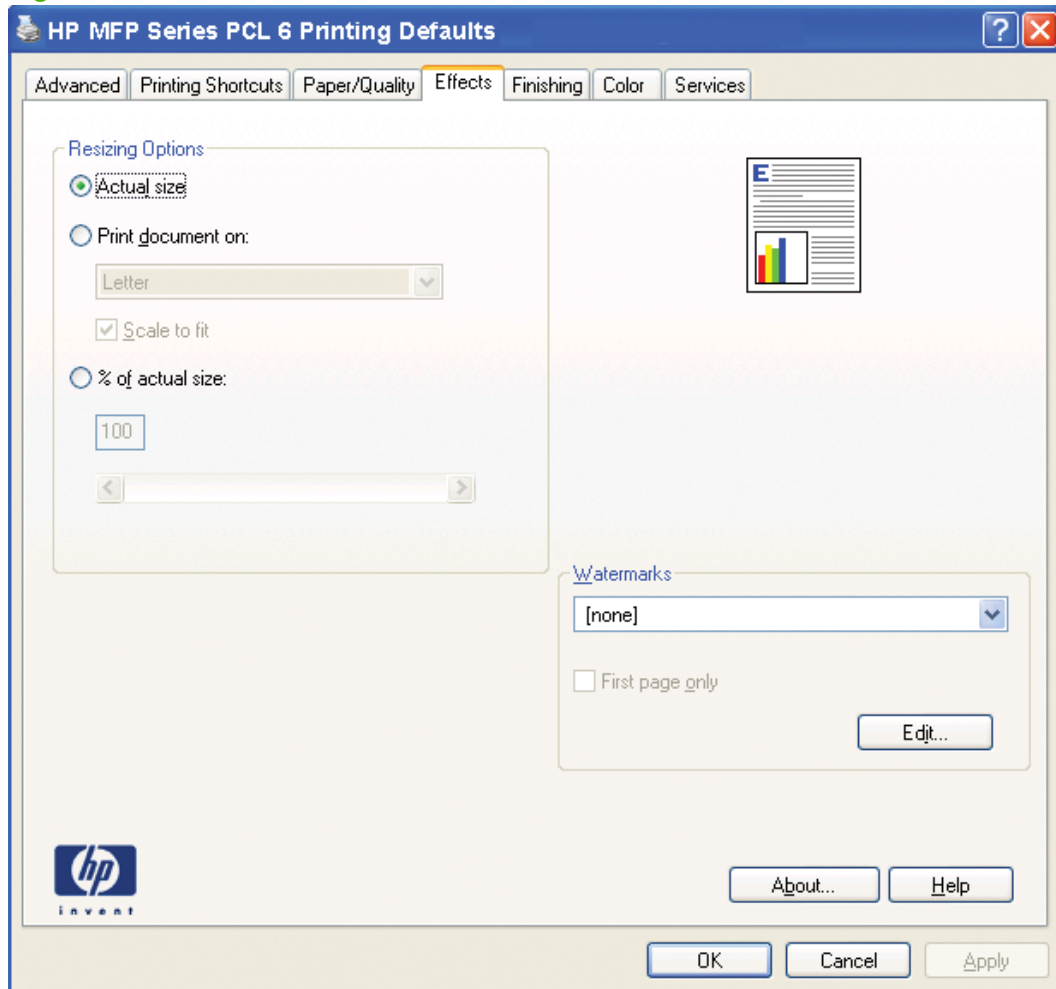 HP MFP Series PCL 6 Printing Defaults
Advanced Printing Shortcuts Paper/Quality Effects Finishing Color Services
Resizing Options
Actual size
E
Print document on:
Letter
Scale to fit
% of actual size:
100
Watermarks
[none]
First page only
Edit...
hp
invent
About... Help
OK Cancel Apply